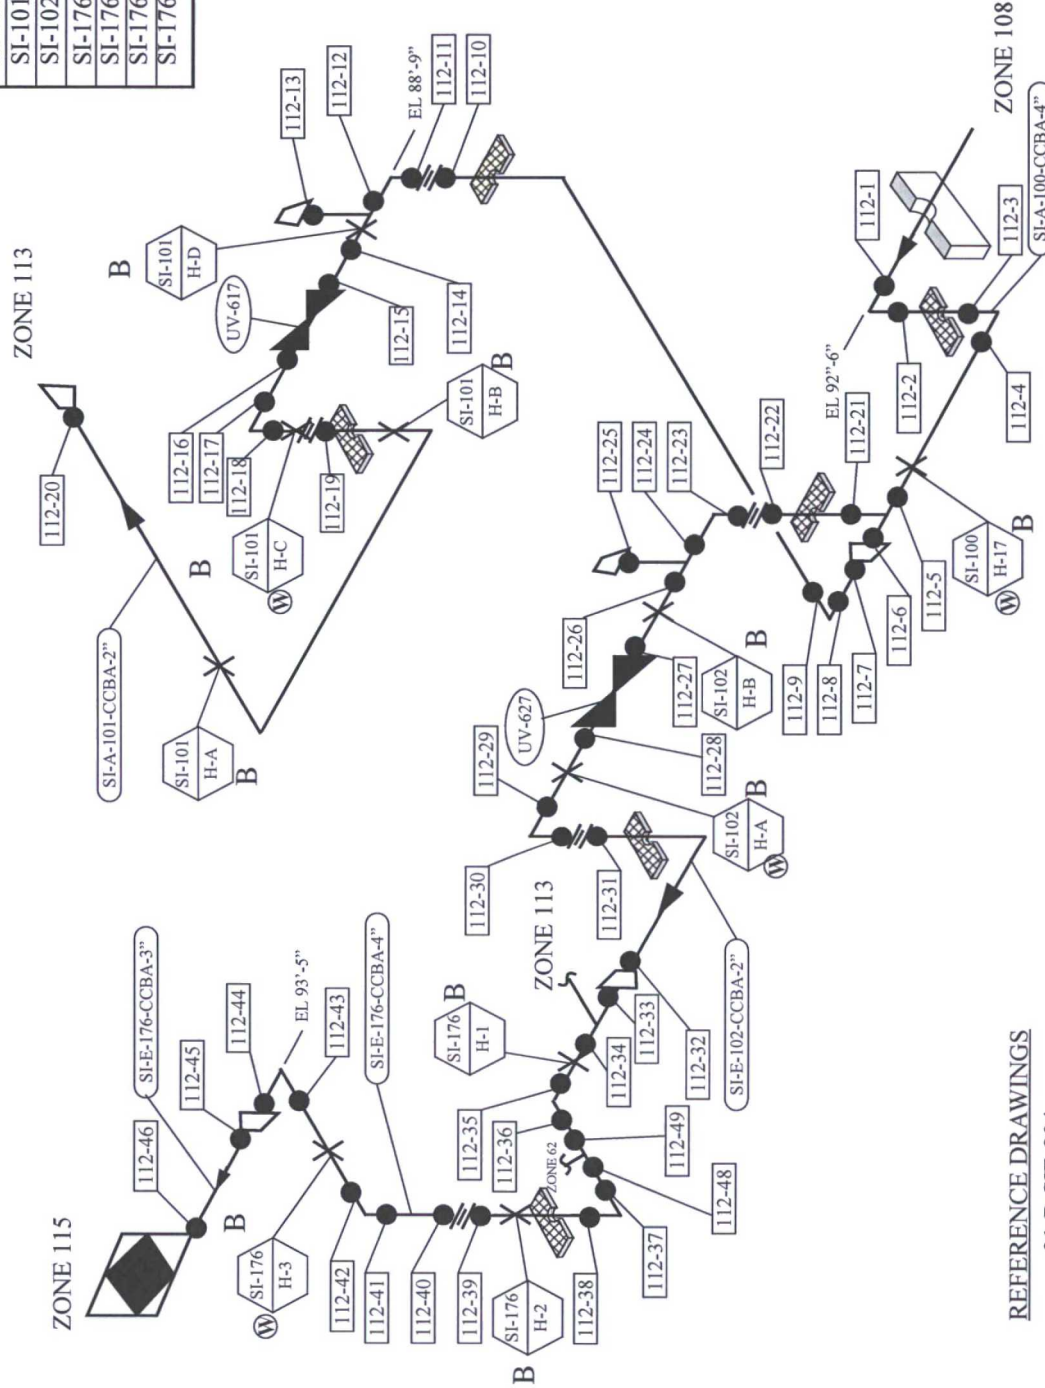 SI-101
SI-102
SI-176
SI-176
SI-176
SI-176
ZONE 113
112-20
SI-A-101-CCBA-2"
SI-101
H-A
B
B
SI-101
H-C
W
112-16
112-17
112-18
112-19
UV-617
B
SI-101
H-D
112-13
112-12
EL 88'-9"
112-11
112-10
112-15
112-14
SI-101
H-B
B
ZONE 108
112-1
112-3
SI-A-100-CCBA-4"
EL 92"-6"
112-2
112-4
112-21
112-22
112-23
112-24
112-25
112-5
SI-100
H-17
B
W
112-6
112-7
112-8
112-9
112-26
112-27
SI-102
H-B
B
UV-627
112-28
112-29
SI-102
H-A
B
W
112-30
112-31
ZONE 113
SI-E-102-CCBA-2"
112-32
112-33
112-34
SI-176
H-1
B
112-35
112-36
ZONE 62
112-49
112-48
112-37
112-38
SI-176
H-2
B
112-39
112-40
112-41
112-42
SI-E-176-CCBA-4"
SI-176
H-3
W
B
112-43
EL 93'-5"
112-44
112-45
SI-E-176-CCBA-3"
112-46
ZONE 115
REFERENCE DRAWINGS